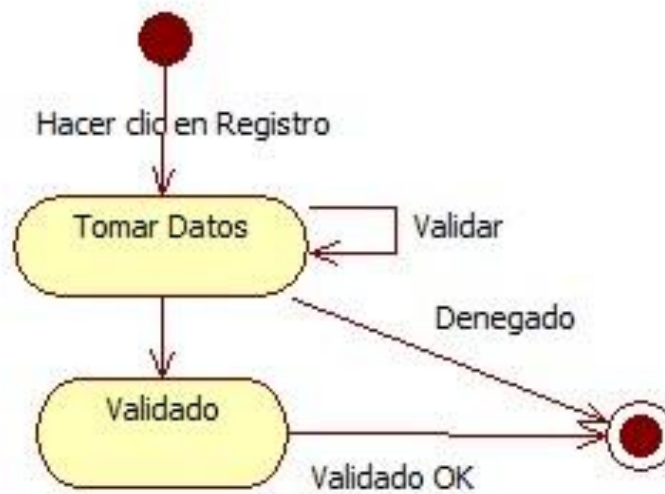 Hacer clic en Registro
Tomar Datos
Validar
Denegado
Validado
Validado OK